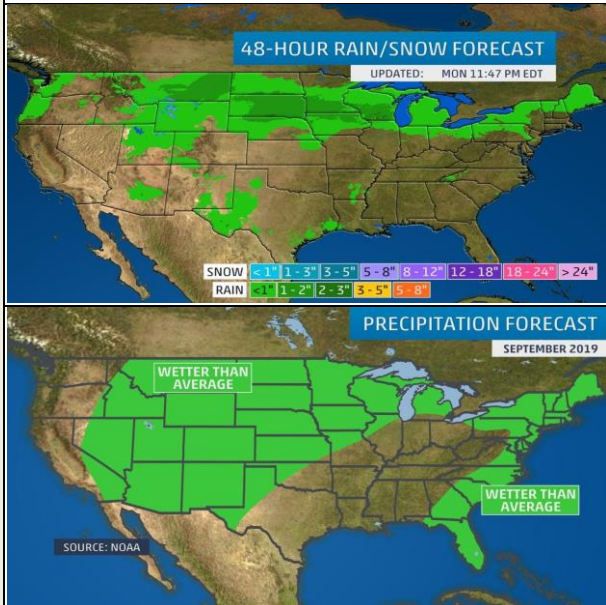 48-HOUR RAIN/SNOW FORECAST
UPDATED: MON 11:47 PM EDT
SNOW <1" 1 - 3" 3 - 5" 5 - 8" 8 - 12" 12 - 18" 18 - 24" > 24"
RAIN <1" 1 - 2" 2 - 3" 3 - 5" 5 - 8"
PRECIPITATION FORECAST
SEPTEMBER 2019
WETTER THAN
AVERAGE
WETTER THAN
AVERAGE
SOURCE: NOAA